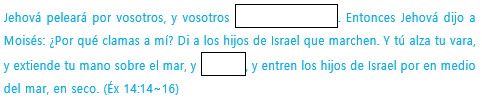 Jehová peleará por vosotros, y vosotros . Entonces Jehová dijo a
Moisés: ¿Por qué clamas a mí? Di a los hijos de Israel que marchen. Y tú alza tu vara,
y extiende tu mano sobre el mar, y , y entren los hijos de Israel por en medio
del mar, en seco. (Éx 14:14~16)